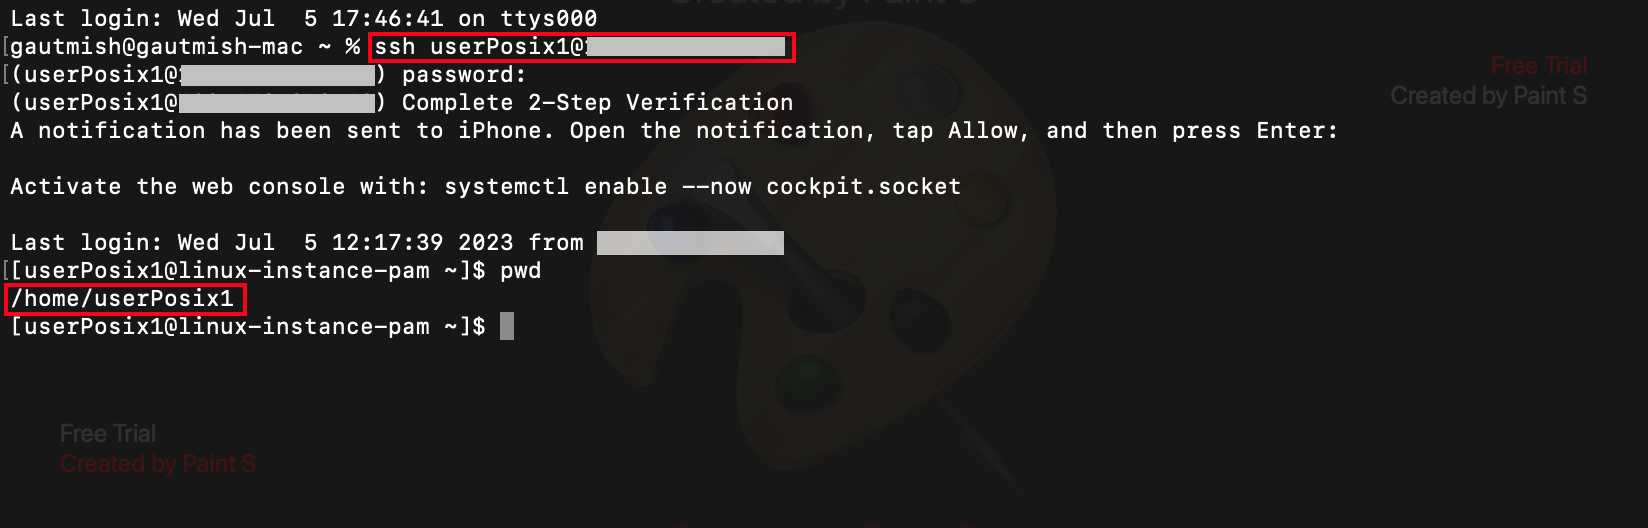 Created by Paint S
Last login: Wed Jul  5 17:46:41 on ttys000
[gautmish@gautmish-mac ~ % ssh userPosix1@
[(userPosix1@ ) password:
(userPosix1@ ) Complete 2-Step Verification
A notification has been sent to iPhone. Open the notification, tap Allow, and then press Enter:
Activate the web console with: systemctl enable --now cockpit.socket
Last login: Wed Jul  5 12:17:39 2023 from
[[userPosix1@linux-instance-pam ~]$ pwd
/home/userPosix1
[userPosix1@linux-instance-pam ~]$
Free Trial
Created by Paint S
Free Trial
Created by Paint S